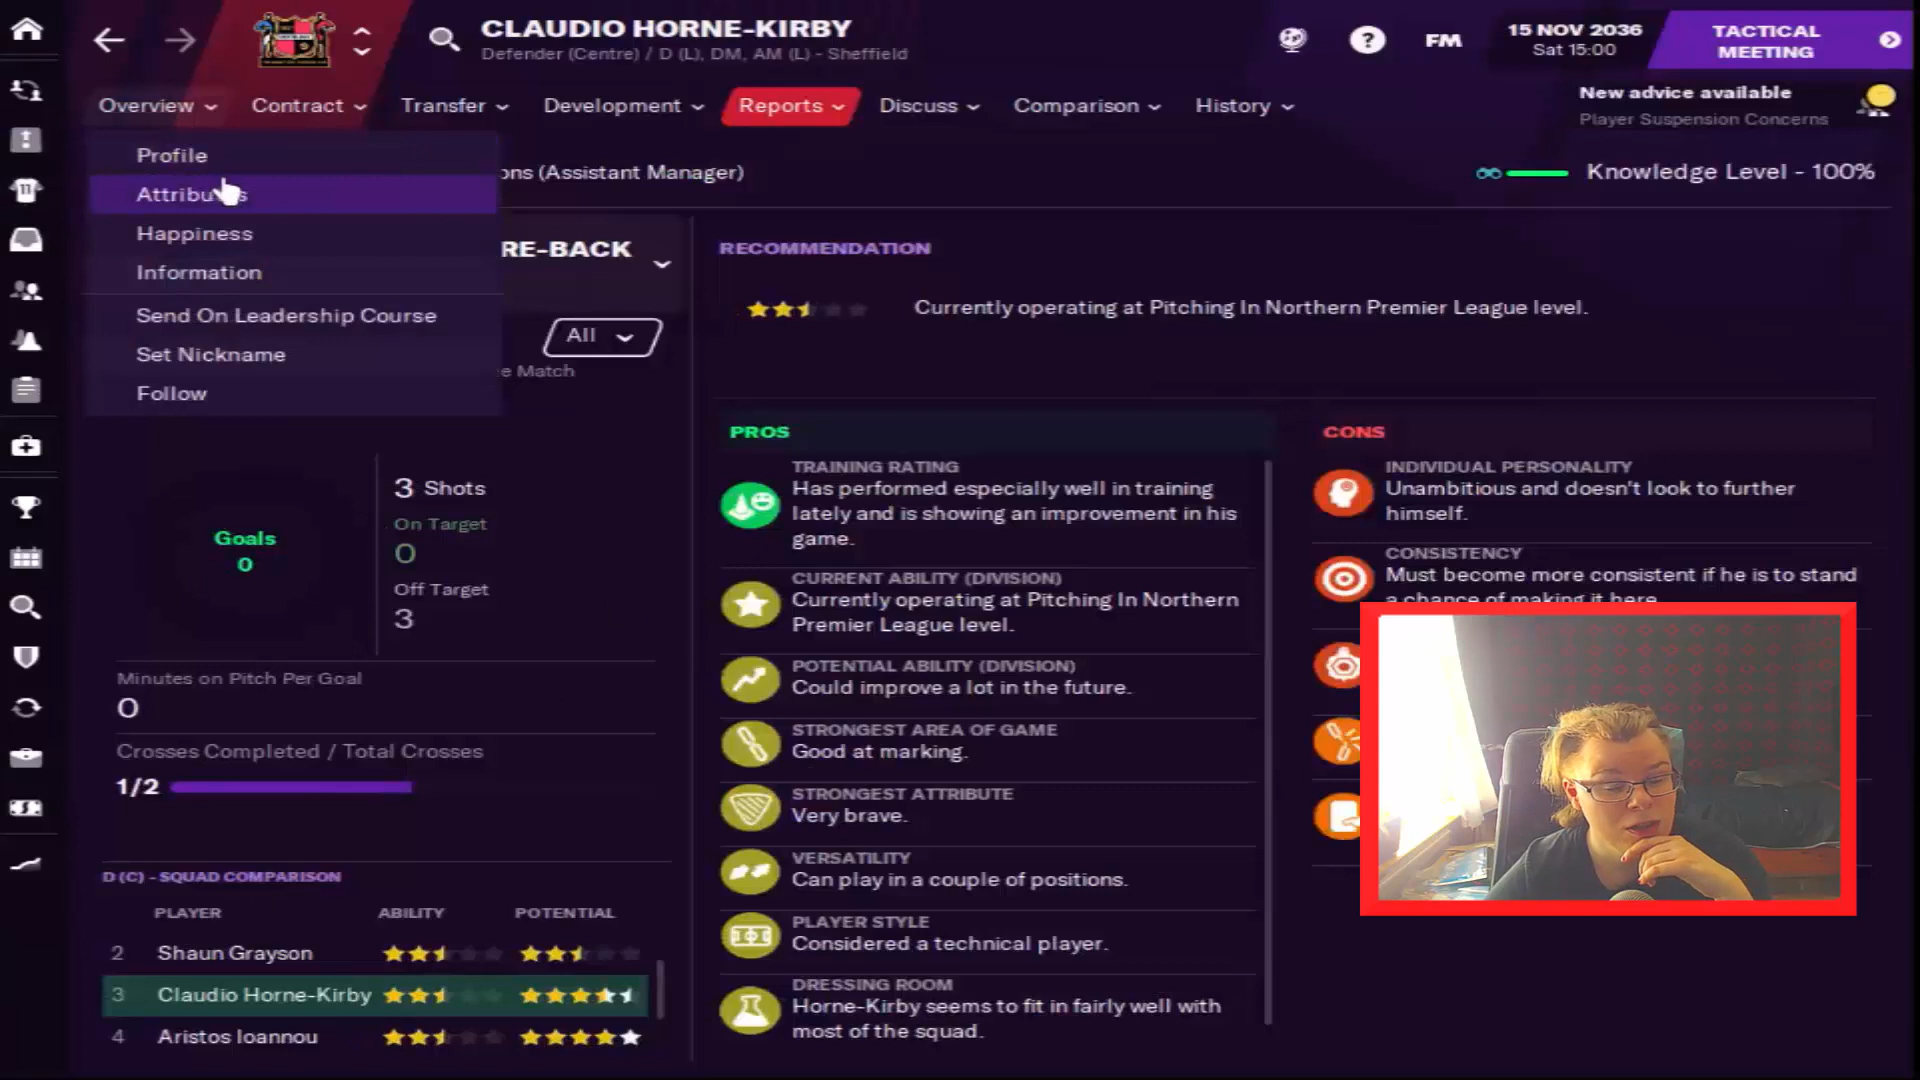 CLAUDIO HORNE-KIRBY
Defender (Centre) / D (L), DM, AM (L) - Sheffield
FM
15 NOV 2036
Sat 15:00
TACTICAL
MEETING
Overview
Contract
Transfer
Development
Reports
Discuss
Comparison
History
New advice available
Player Suspension Concerns
Profile
Attributes
Happiness
Information
Send On Leadership Course
Set Nickname
Follow
ons (Assistant Manager)
Knowledge Level - 100%
RE-BACK
All
e Match
RECOMMENDATION
Currently operating at Pitching In Northern Premier League level.
Goals
0
3 Shots
On Target
0
Off Target
3
Minutes on Pitch Per Goal
0
Crosses Completed / Total Crosses
1/2
D (C) - SQUAD COMPARISON
PLAYER ABILITY POTENTIAL
2 Shaun Grayson
3 Claudio Horne-Kirby
4 Aristos Ioannou
PROS
TRAINING RATING
Has performed especially well in training
lately and is showing an improvement in his
game.
CURRENT ABILITY (DIVISION)
Currently operating at Pitching In Northern
Premier League level.
POTENTIAL ABILITY (DIVISION)
Could improve a lot in the future.
STRONGEST AREA OF GAME
Good at marking.
STRONGEST ATTRIBUTE
Very brave.
VERSATILITY
Can play in a couple of positions.
PLAYER STYLE
Considered a technical player.
DRESSING ROOM
Horne-Kirby seems to fit in fairly well with
most of the squad.
CONS
INDIVIDUAL PERSONALITY
Unambitious and doesn't look to further
himself.
CONSISTENCY
Must become more consistent if he is to stand
a chance of making it here.